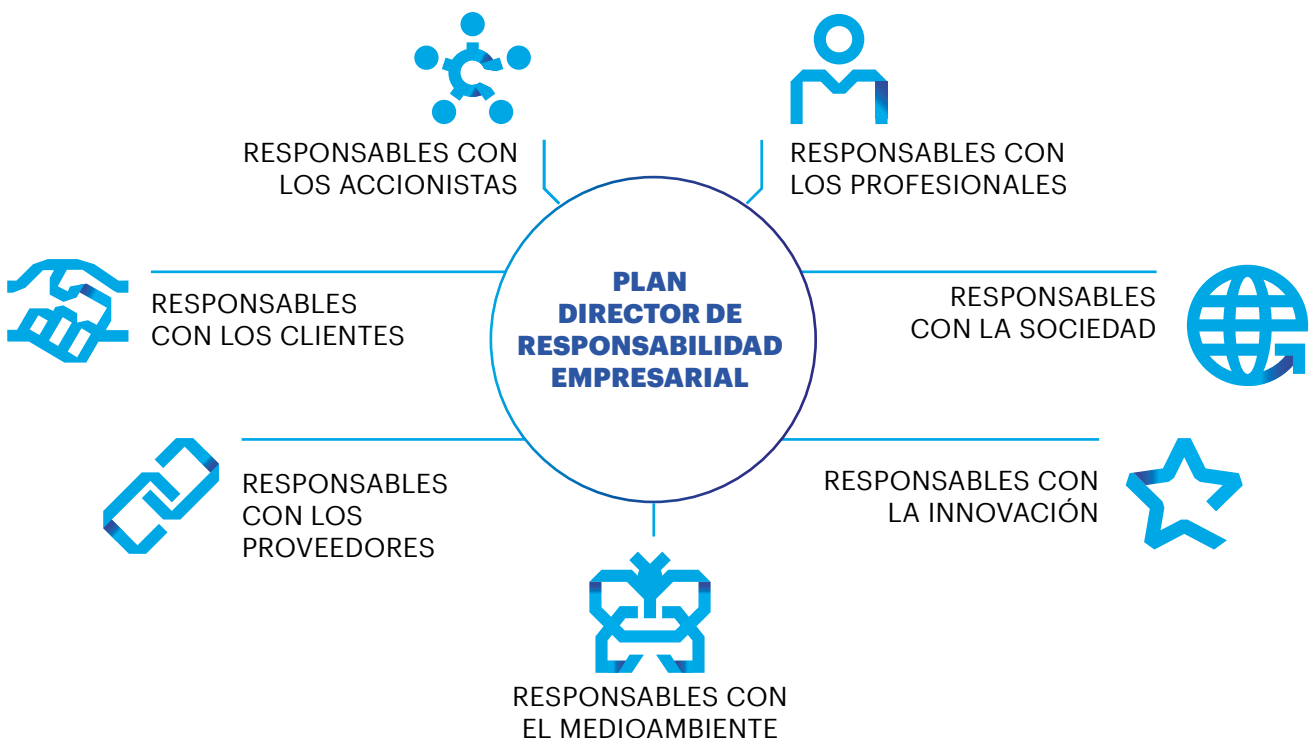 RESPONSABLES CON
LOS ACCIONISTAS
RESPONSABLES CON
LOS PROFESIONALES
RESPONSABLES
CON LOS CLIENTES
PLAN
DIRECTOR DE
RESPONSABILIDAD
EMPRESARIAL
RESPONSABLES
CON LA SOCIEDAD
RESPONSABLES
CON LOS
PROVEEDORES
RESPONSABLES CON
LA INNOVACIÓN
RESPONSABLES CON
EL MEDIOAMBIENTE